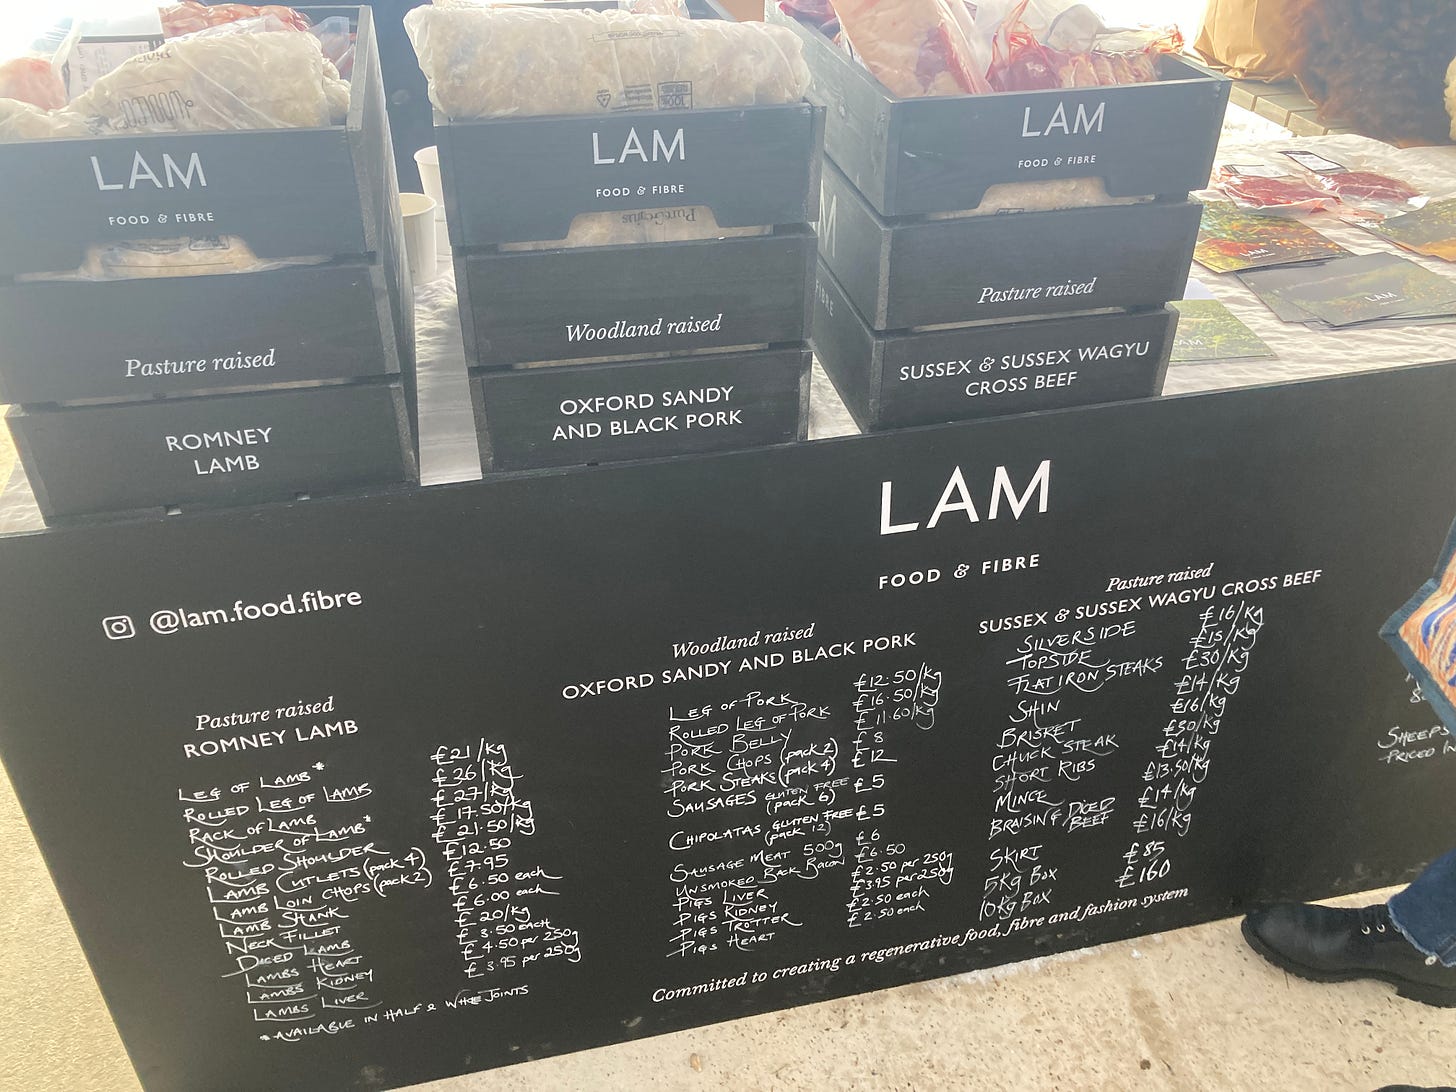 LAM
FOOD & FIBRE
Pasture raised
ROMNEY
LAMB
LAM
FOOD & FIBRE
Woodland raised
OXFORD SANDY
AND BLACK PORK
LAM
FOOD & FIBRE
Pasture raised
SUSSEX & SUSSEX WAGYU
CROSS BEEF
LAM
LAM
LAM
FOOD & FIBRE
@lam.food.fibre
Pasture raised
ROMNEY LAMB
LEG OF LAMB* £21/kg
ROLLED LEG OF LAMB £26/kg
RACK OF LAMB £27/kg
SHOULDER OF LAMB* £17.50/kg
ROLLED SHOULDER £21.50/kg
LAMB CUTLETS (pack 4) £12.50
LAMB LOIN CHOPS (pack 2) £7.95
LAMB SHANK £6.50 each
NECK FILLET £6.00 each
DICED LAMB £20/kg
LAMBS HEART £3.50 each
LAMBS KIDNEY £4.50 per 250g
LAMBS LIVER £3.95 per 250g
*AVAILABLE IN HALF & WHOLE JOINTS
Woodland raised
OXFORD SANDY AND BLACK PORK
LEG OF PORK £12.50/kg
ROLLED LEG OF PORK £16.50/kg
PORK BELLY £11.60/kg
PORK CHOPS (pack 2) £8
PORK STEAKS (pack 4) £12
SAUSAGES GLUTEN FREE (pack 6) £5
CHIPOLATAS GLUTEN FREE (pack 12) £5
SAUSAGE MEAT 500g £6
UNSMOKED BACK BACON £6.50
PIGS LIVER £2.50 per 250g
PIGS KIDNEY £3.95 per 250g
PIGS TROTTER £2.50 each
PIGS HEART £2.50 each
Pasture raised
SUSSEX & SUSSEX WAGYU CROSS BEEF
SILVERSIDE £16/kg
TOPSIDE £15/kg
FLAT IRON STEAKS £30/kg
SHIN £14/kg
BRISKET £16/kg
CHUCK STEAK £20/kg
SHORT RIBS £14/kg
MINCE £13.50/kg
BRAISING/DICED BEEF £14/kg
SKIRT £16/kg
5kg BOX £85
10kg BOX £160
Committed to creating a regenerative food, fibre and fashion system
PRICED